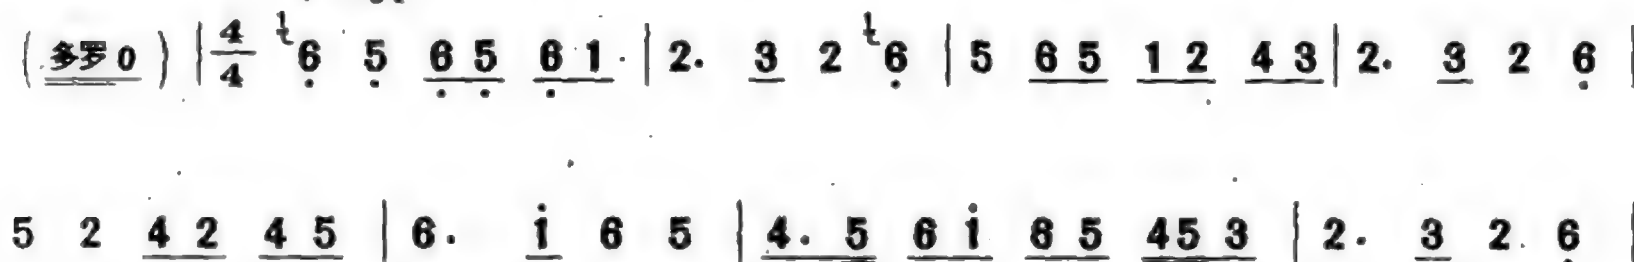 (多罗 0) | 4/4 6̣ 5̣ 6̣ 5̣ 6̣ 1 | 2. 3 2 6̣ | 5 6 5 1 2 4 3 | 2. 3 2 6̣ |
5 2 4 2 4 5 | 6. i̇ 6 5 | 4. 5 6 i̇ 6 5 4 5 3 | 2. 3 2 6̣ |